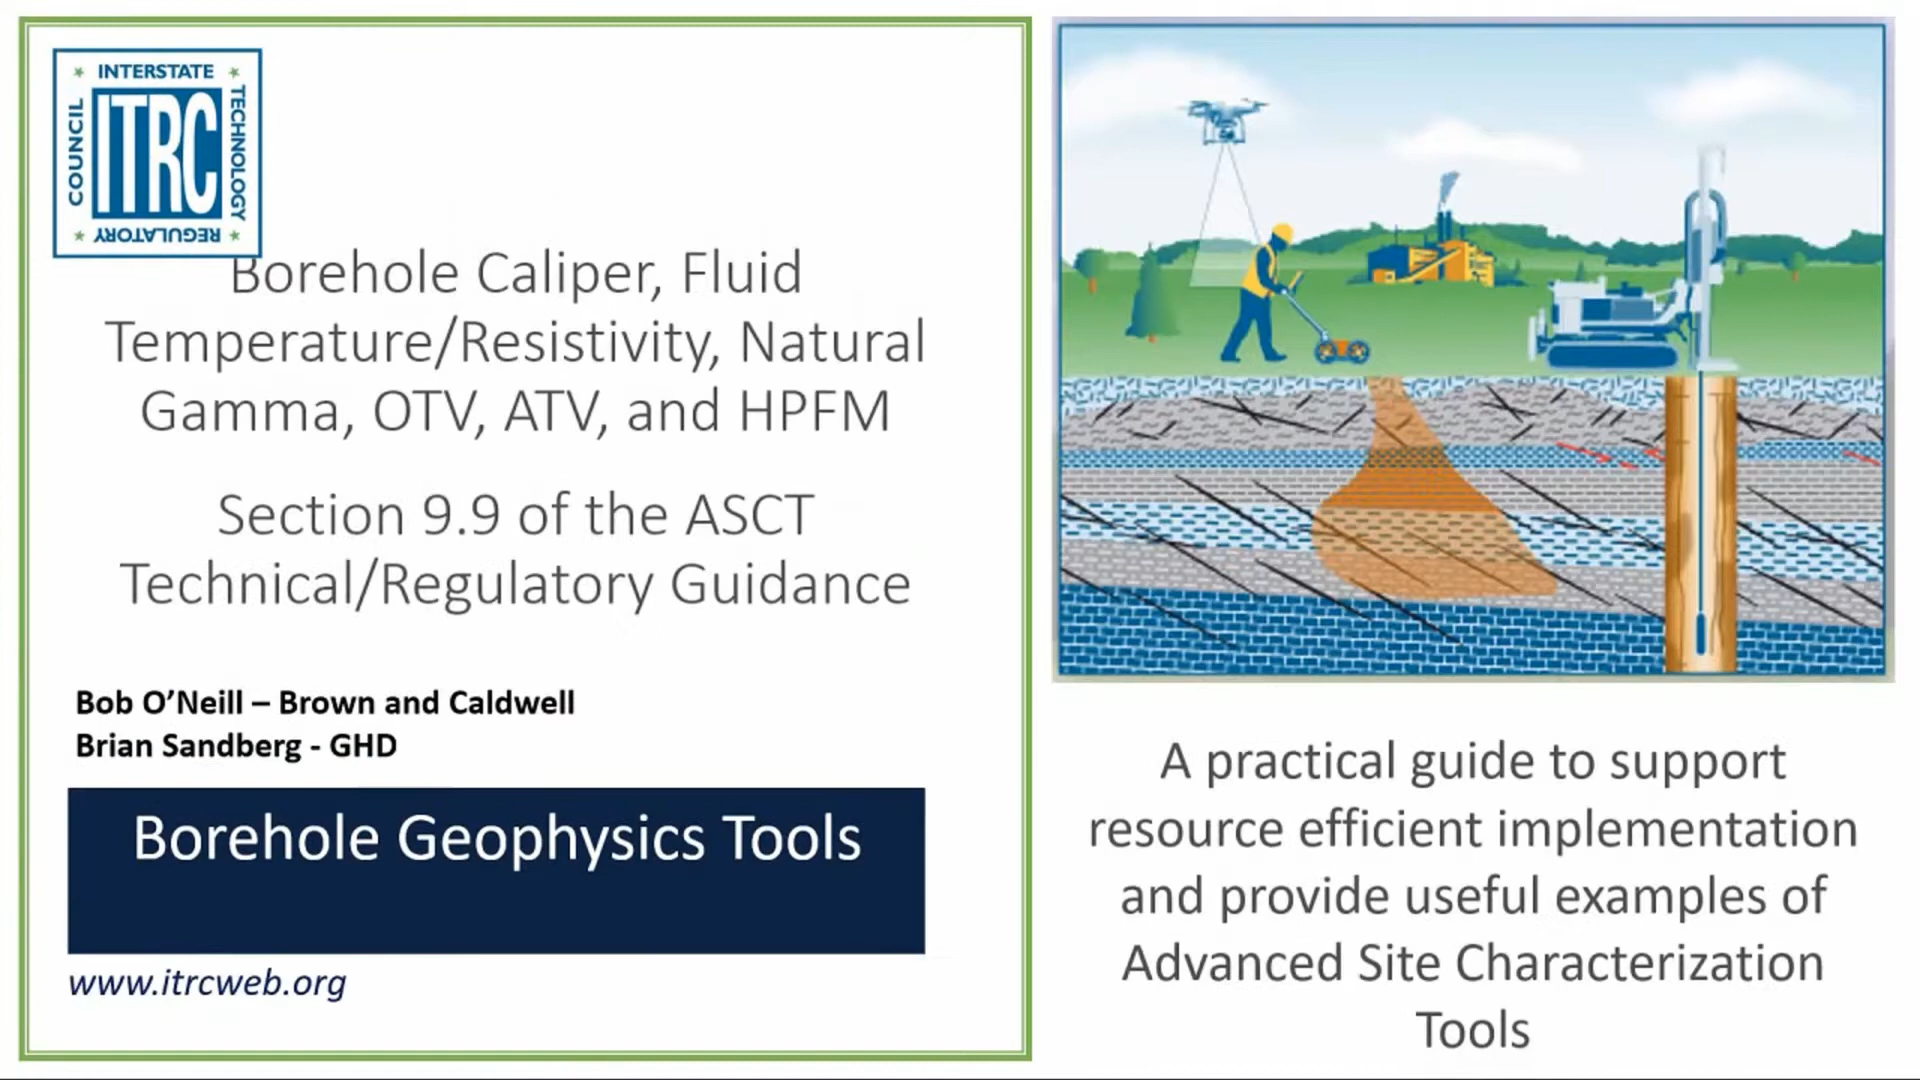 INTERSTATE
TECHNOLOGY
REGULATORY
COUNCIL
ITRC
Borehole Caliper, Fluid
Temperature/Resistivity, Natural
Gamma, OTV, ATV, and HPFM
Section 9.9 of the ASCT
Technical/Regulatory Guidance
Bob O’Neill – Brown and Caldwell
Brian Sandberg - GHD
Borehole Geophysics Tools
www.itrcweb.org
A practical guide to support
resource efficient implementation
and provide useful examples of
Advanced Site Characterization
Tools